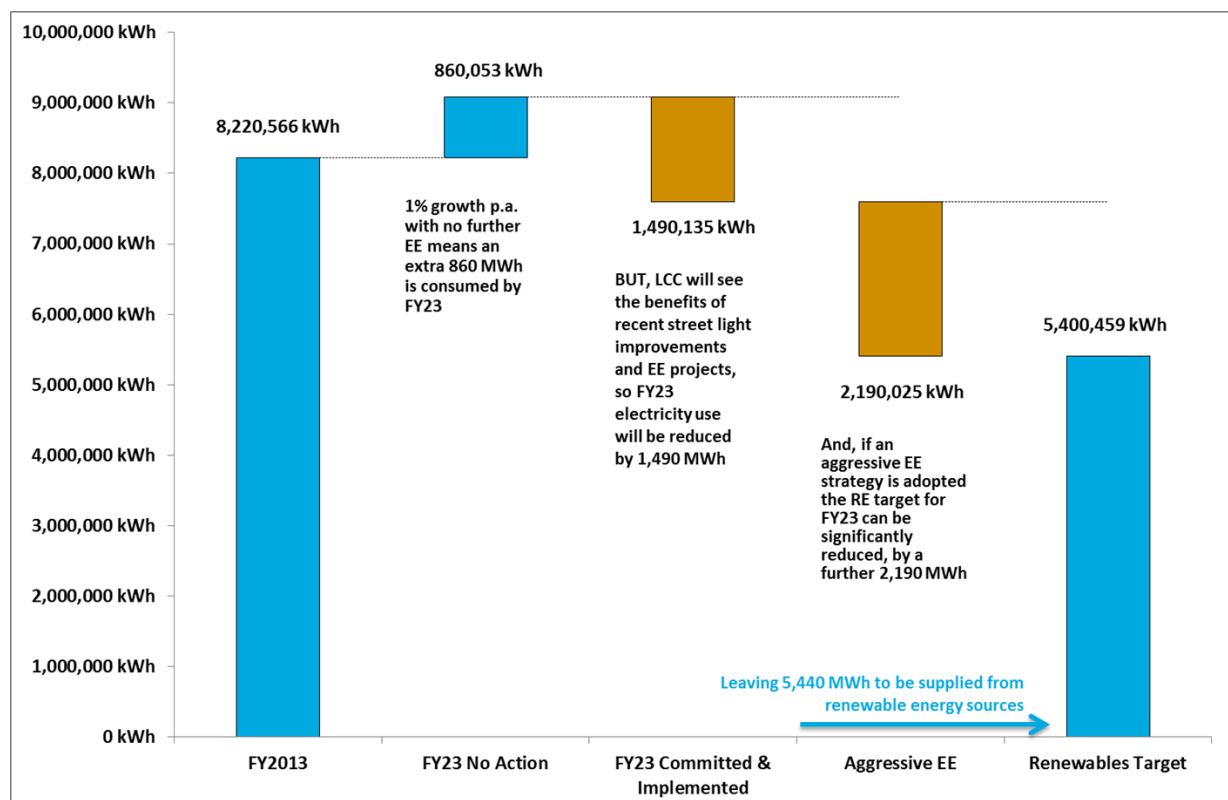 10,000,000 kWh
9,000,000 kWh
8,000,000 kWh
7,000,000 kWh
6,000,000 kWh
5,000,000 kWh
4,000,000 kWh
3,000,000 kWh
2,000,000 kWh
1,000,000 kWh
0 kWh
8,220,566 kWh
860,053 kWh
1% growth p.a.
with no further
EE means an
extra 860 MWh
is consumed by
FY23
1,490,135 kWh
BUT, LCC will see
the benefits of
recent street light
improvements
and EE projects,
so FY23
electricity use
will be reduced
by 1,490 MWh
2,190,025 kWh
And, if an
aggressive EE
strategy is adopted
the RE target for
FY23 can be
significantly
reduced, by a
further 2,190 MWh
5,400,459 kWh
Leaving 5,440 MWh to be supplied from
renewable energy sources
FY2013
FY23 No Action
FY23 Committed &
Implemented
Aggressive EE
Renewables Target